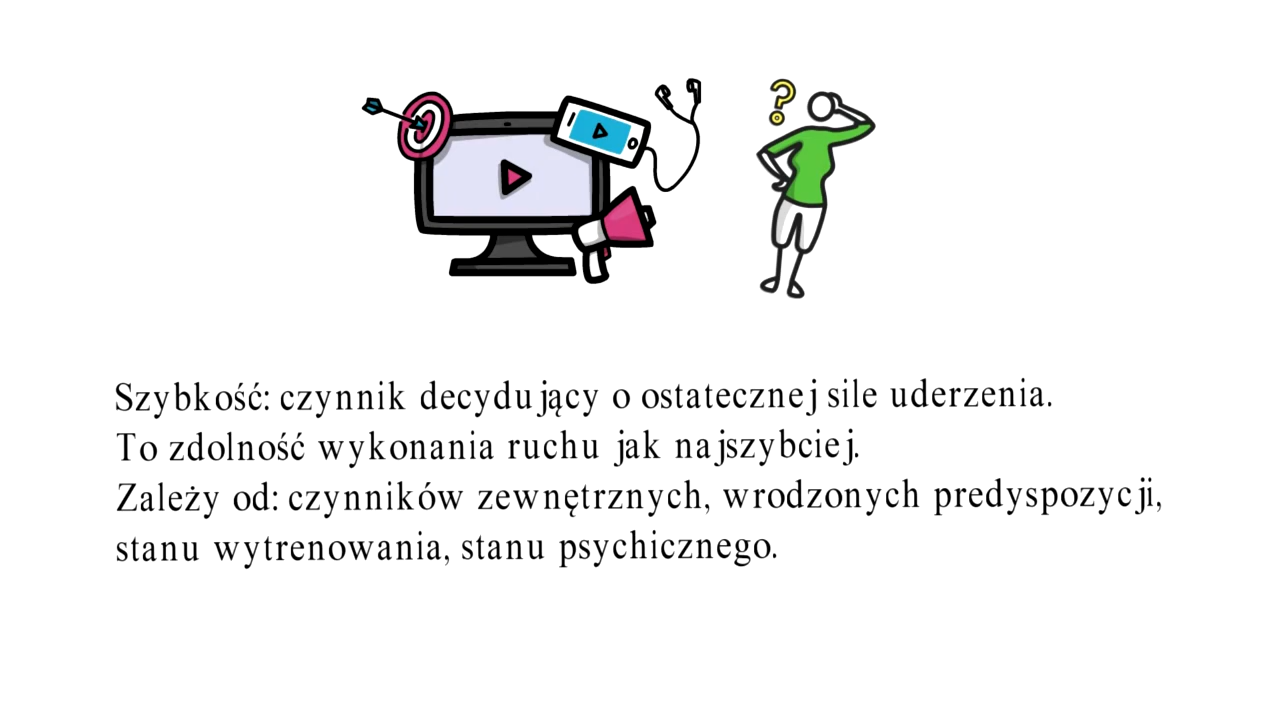 Szybkość: czynnik decydujący o ostatecznej sile uderzenia.
To zdolność wykonania ruchu jak najszybciej.
Zależy od: czynników zewnętrznych, wrodzonych predyspozycji,
stanu wytrenowania, stanu psychicznego.